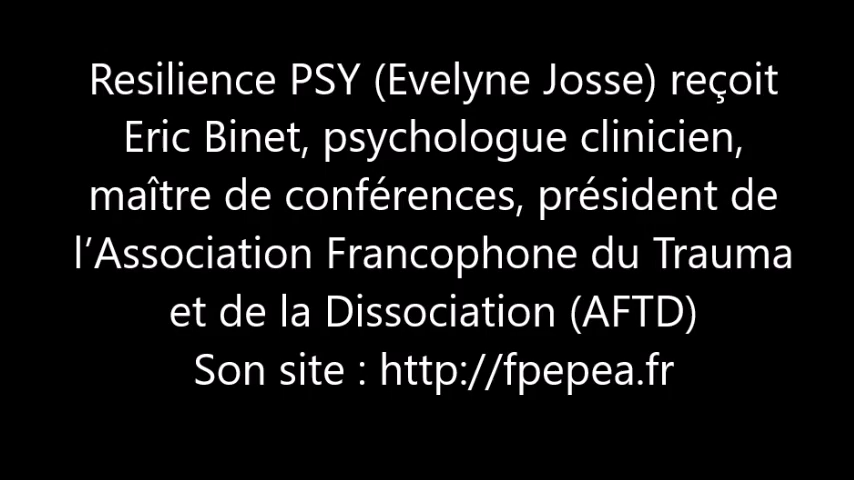 Resilience PSY (Evelyne Josse) reçoit
Eric Binet, psychologue clinicien,
maître de conférences, président de
l’Association Francophone du Trauma
et de la Dissociation (AFTD)
Son site : http://fpepea.fr